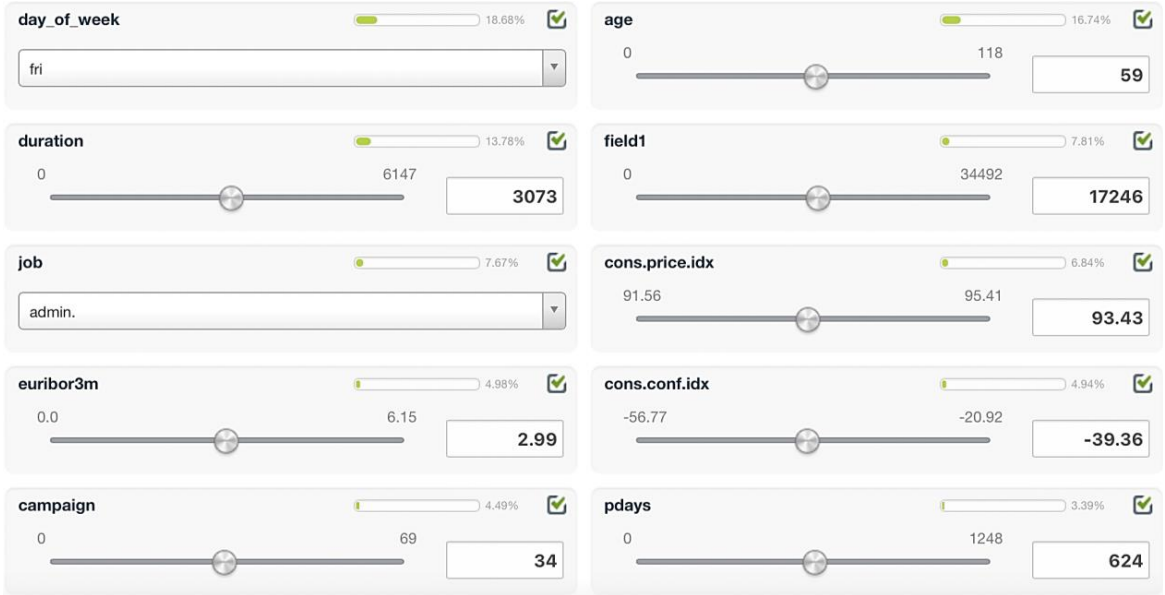 day_of_week 18.68%
fri
age 16.74%
0 118
59
duration 13.78%
0 6147
3073
field1 7.81%
0 34492
17246
job 7.67%
admin.
cons.price.idx 6.84%
91.56 95.41
93.43
euribor3m 4.98%
0.0 6.15
2.99
cons.conf.idx 4.94%
-56.77 -20.92
-39.36
campaign 4.49%
0 69
34
pdays 3.39%
0 1248
624